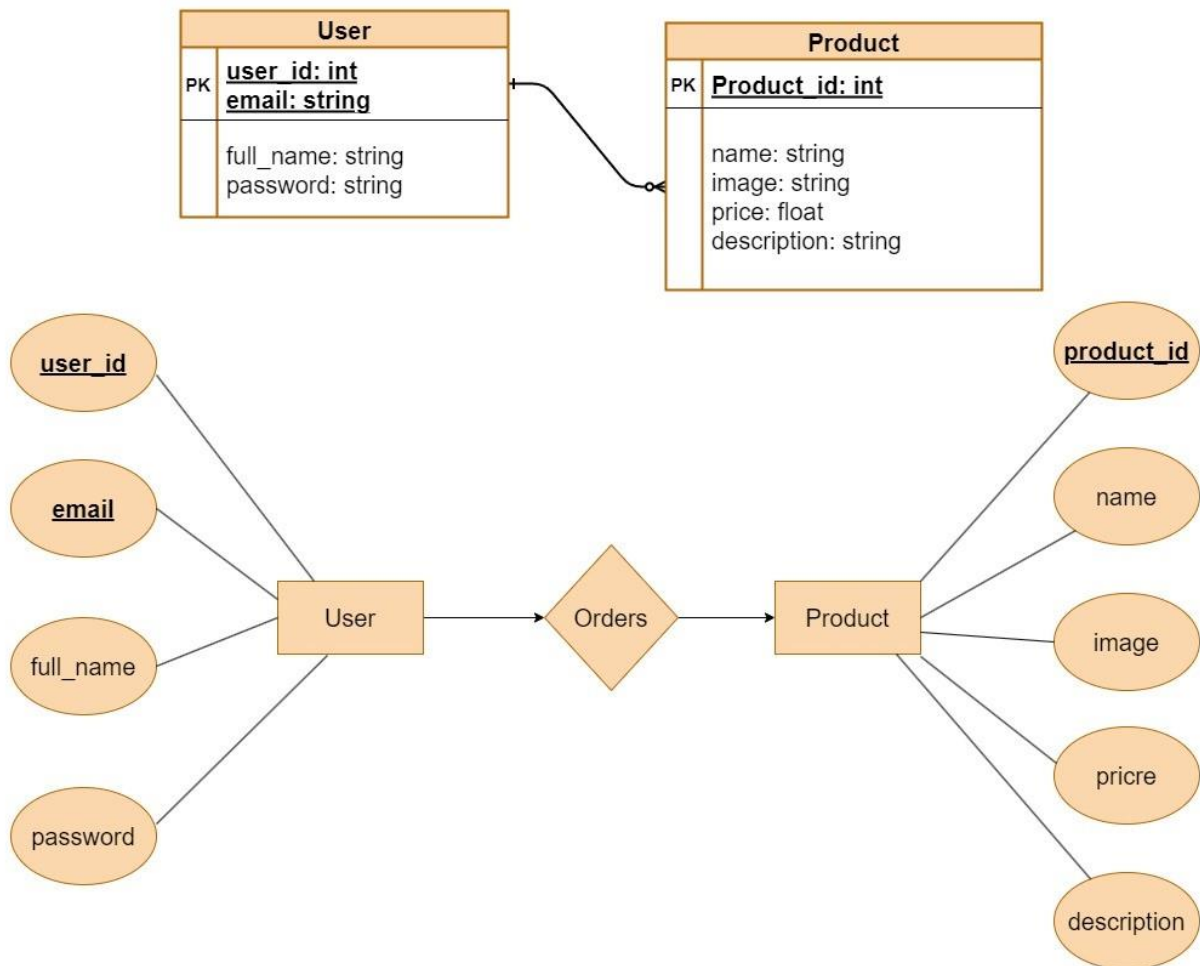 User
PK
user_id: int
email: string
full_name: string
password: string
Product
PK
Product_id: int
name: string
image: string
price: float
description: string
user_id
email
full_name
password
User
Orders
Product
product_id
name
image
pricre
description